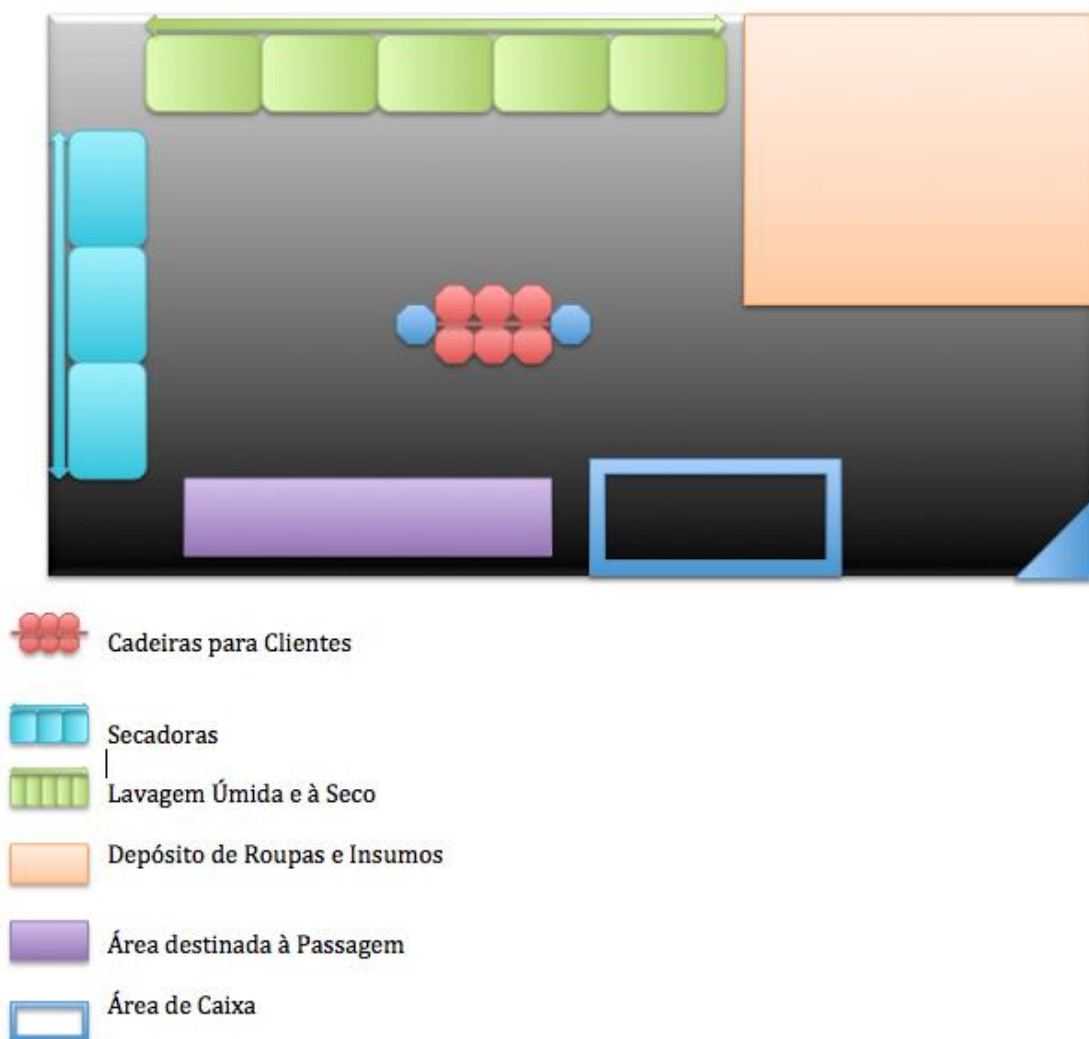 Cadeiras para Clientes
Secadoras
Lavagem Úmida e à Seco
Depósito de Roupas e Insumos
Área destinada à Passagem
Área de Caixa